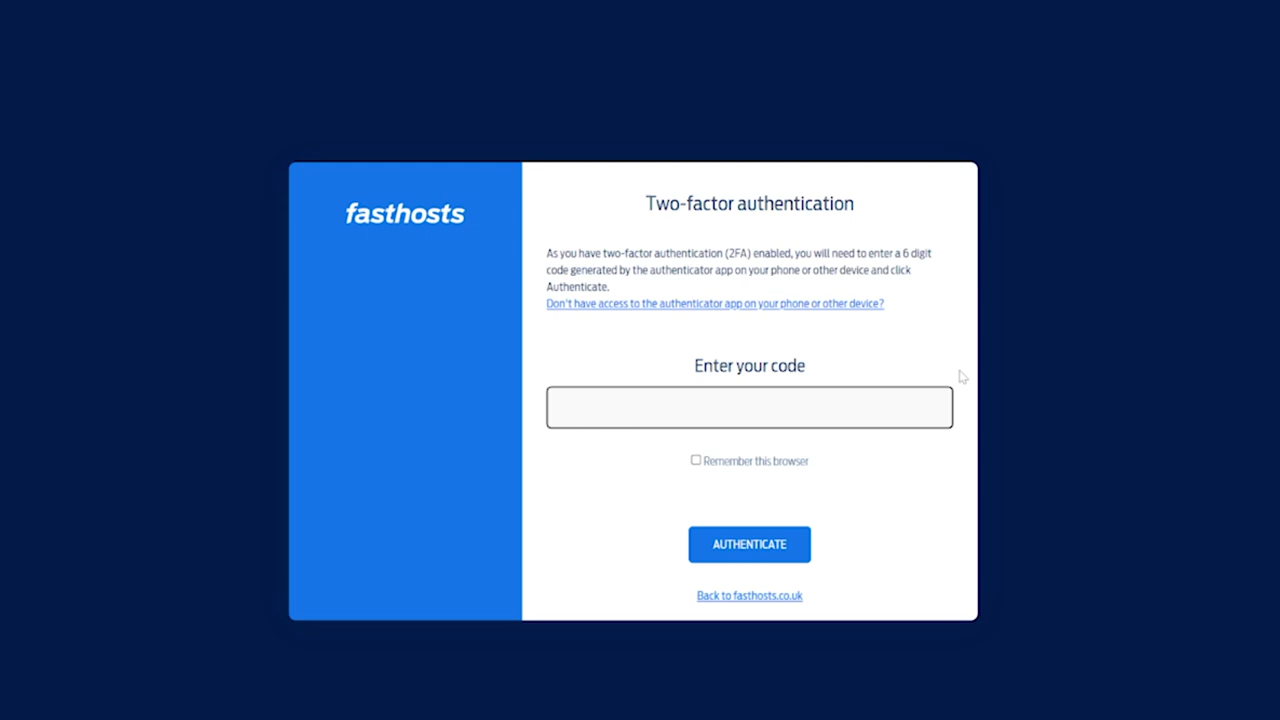 fasthosts
Two-factor authentication
As you have two-factor authentication (2FA) enabled, you will need to enter a 6 digit
code generated by the authenticator app on your phone or other device and click
Authenticate.
Don't have access to the authenticator app on your phone or other device?
Enter your code
Remember this browser
AUTHENTICATE
Back to fasthosts.co.uk